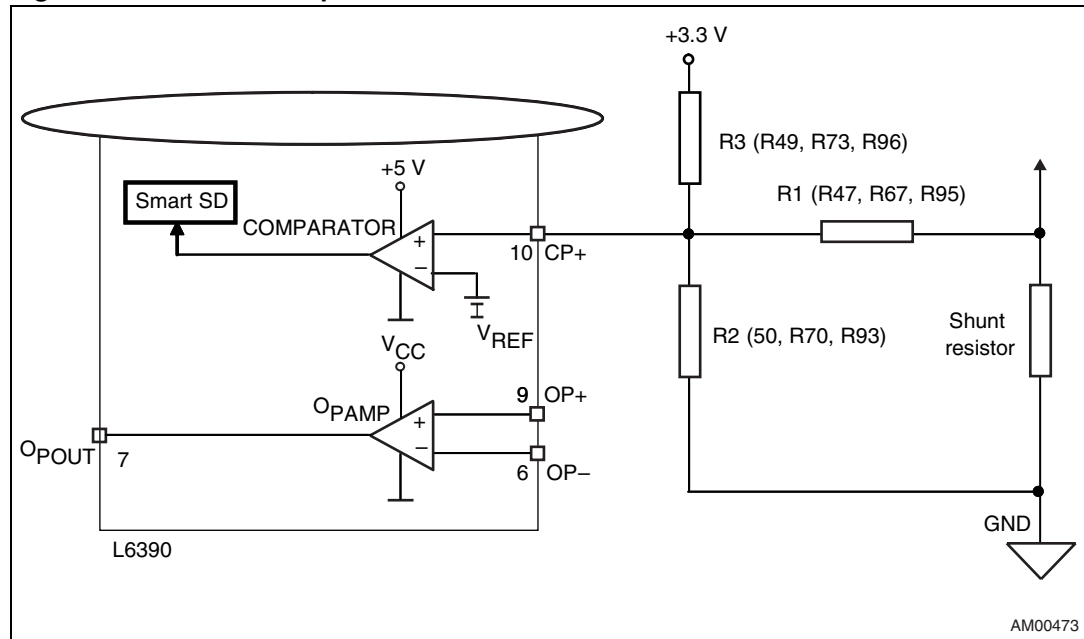 +3.3 V
R3 (R49, R73, R96)
R1 (R47, R67, R95)
+5 V
Smart SD
COMPARATOR
+
−
10 CP+
VREF
R2 (50, R70, R93)
Shunt
resistor
VCC
OPAMP
+
−
9 OP+
6 OP−
OPOUT 7
GND
L6390
AM00473